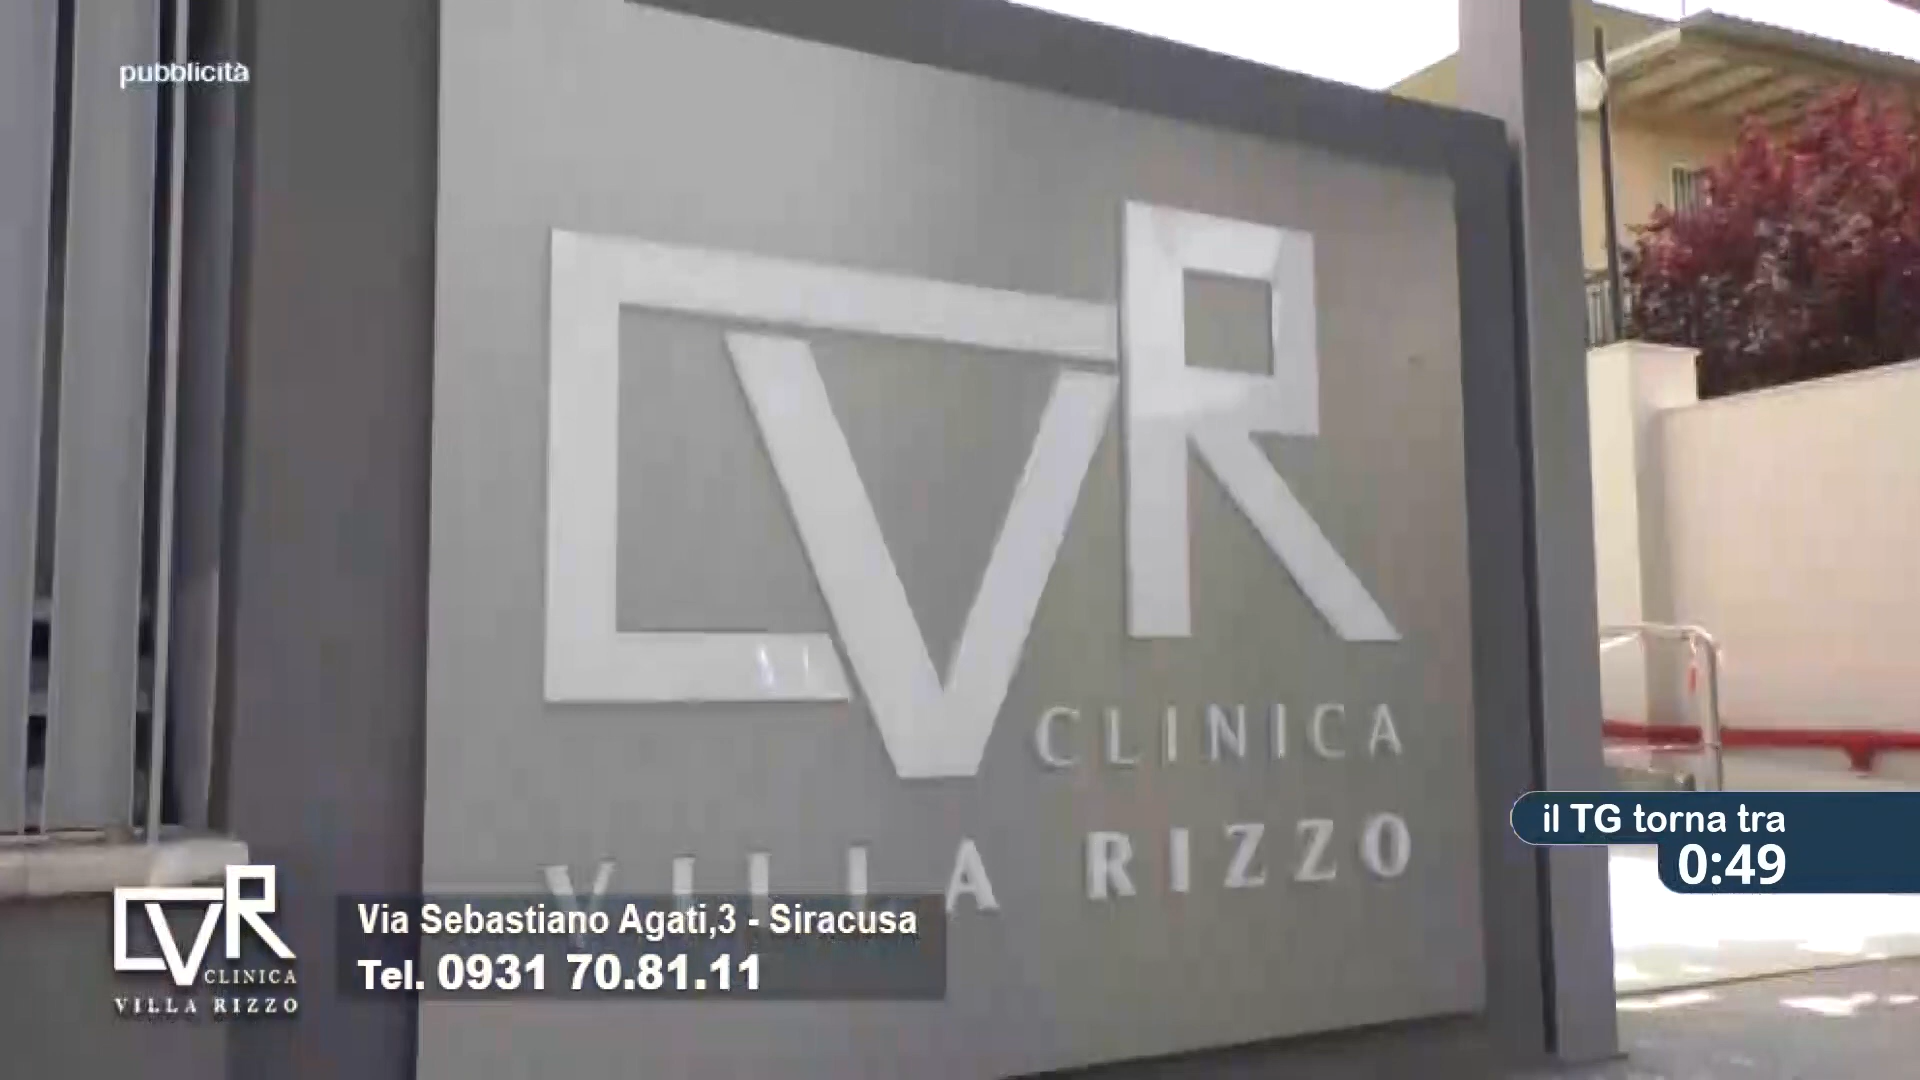 pubblicità
CVR
CLINICA
VILLA RIZZO
il TG torna tra
0:49
CVR
CLINICA
VILLA RIZZO
Via Sebastiano Agati,3 - Siracusa
Tel. 0931 70.81.11